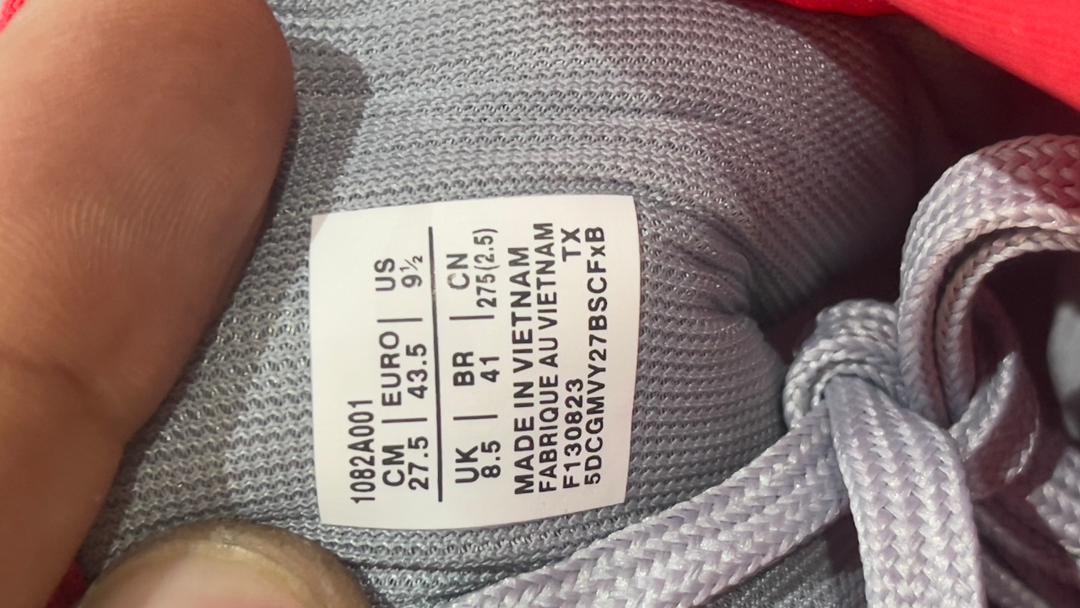 1082A001
CM | EURO | US
27.5 | 43.5 | 9½
UK | BR | CN
8.5 | 41 | 275(2.5)
MADE IN VIETNAM
FABRIQUE AU VIETNAM
F130823 TX
5DCGMVY27BSCFxB